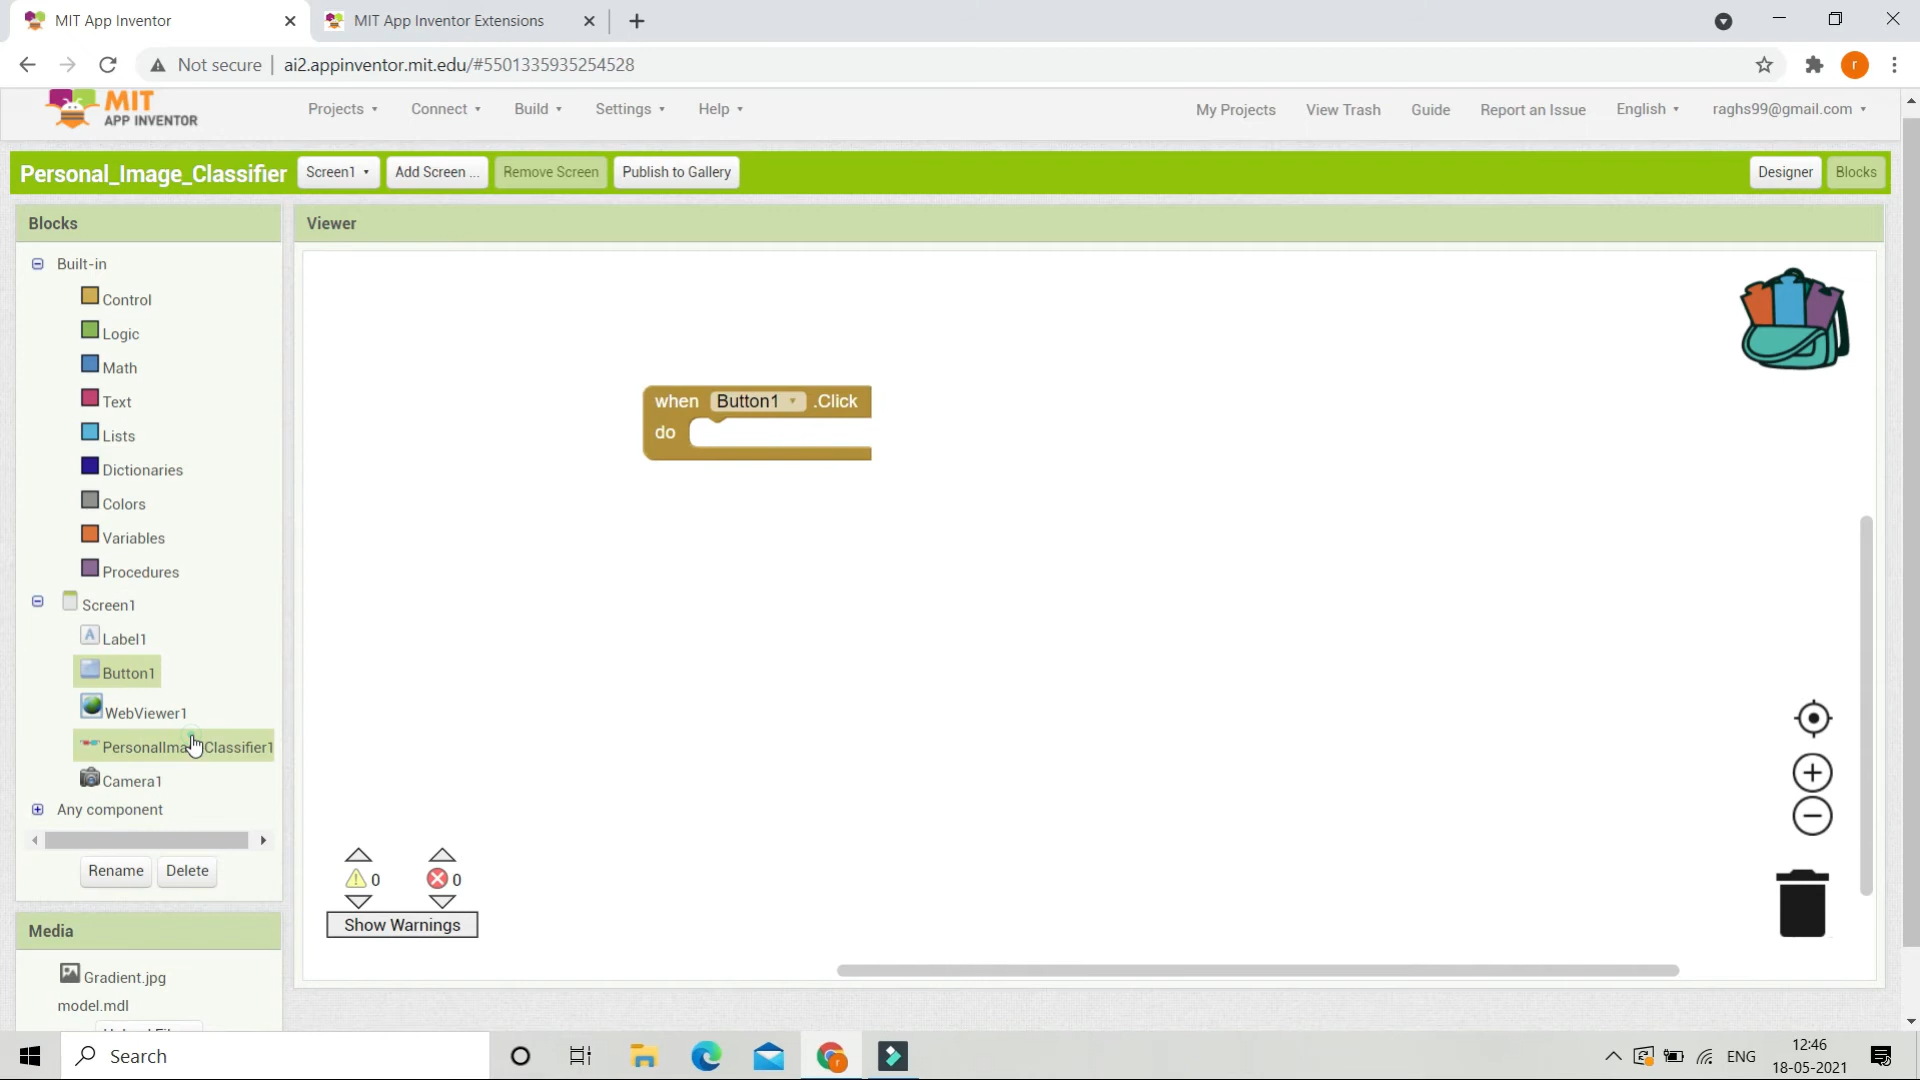 MIT App Inventor
MIT App Inventor Extensions
Not secure
ai2.appinventor.mit.edu/#5501335935254528
r
MIT
APP INVENTOR
Projects
Connect
Build
Settings
Help
My Projects
View Trash
Guide
Report an Issue
English
raghs99@gmail.com
Personal_Image_Classifier
Screen1
Add Screen ...
Remove Screen
Publish to Gallery
Designer
Blocks
Blocks
Viewer
Built-in
Control
Logic
Math
Text
Lists
Dictionaries
Colors
Variables
Procedures
Screen1
Label1
Button1
WebViewer1
Classifier1
Camera1
Any component
Rename
Delete
when Button1 .Click
do
0
0
Show Warnings
Media
Gradient.jpg
model.mdl
Search
r
ENG
12:46
18-05-2021